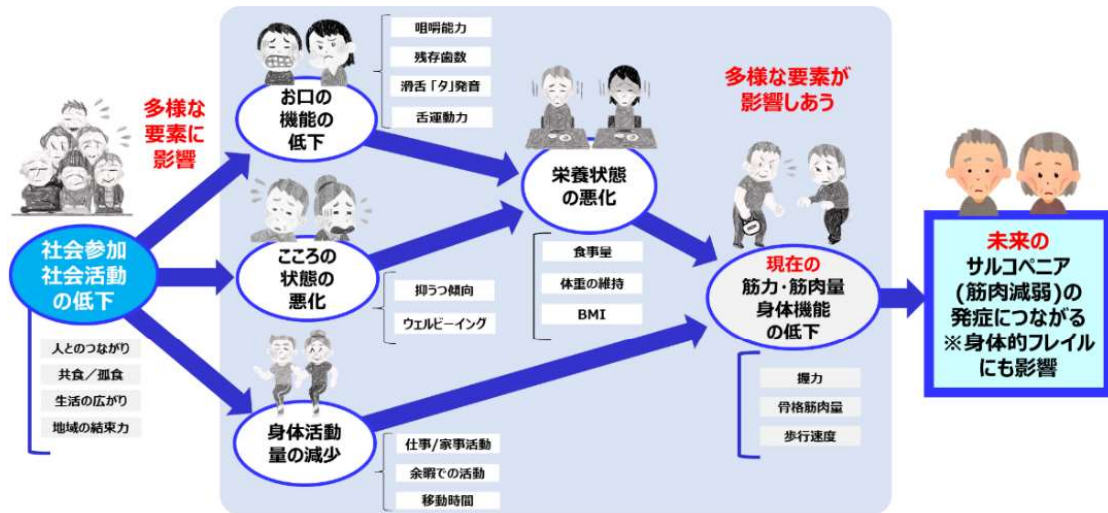 多様な
要素に
影響
社会参加
社会活動
の低下
人とのつながり
共食／孤食
生活の広がり
地域の結束力
お口の
機能の
低下
咀嚼能力
残存歯数
滑舌「タ」発音
舌運動力
こころの
状態の
悪化
抑うつ傾向
ウェルビーイング
身体活動
量の減少
仕事/家事活動
余暇での活動
移動時間
栄養状態
の悪化
食事量
体重の維持
BMI
多様な要素が
影響しあう
現在の
筋力・筋肉量
身体機能
の低下
握力
骨格筋肉量
歩行速度
未来の
サルコペニア
(筋肉減弱)の
発症につながる
※身体的フレイル
にも影響